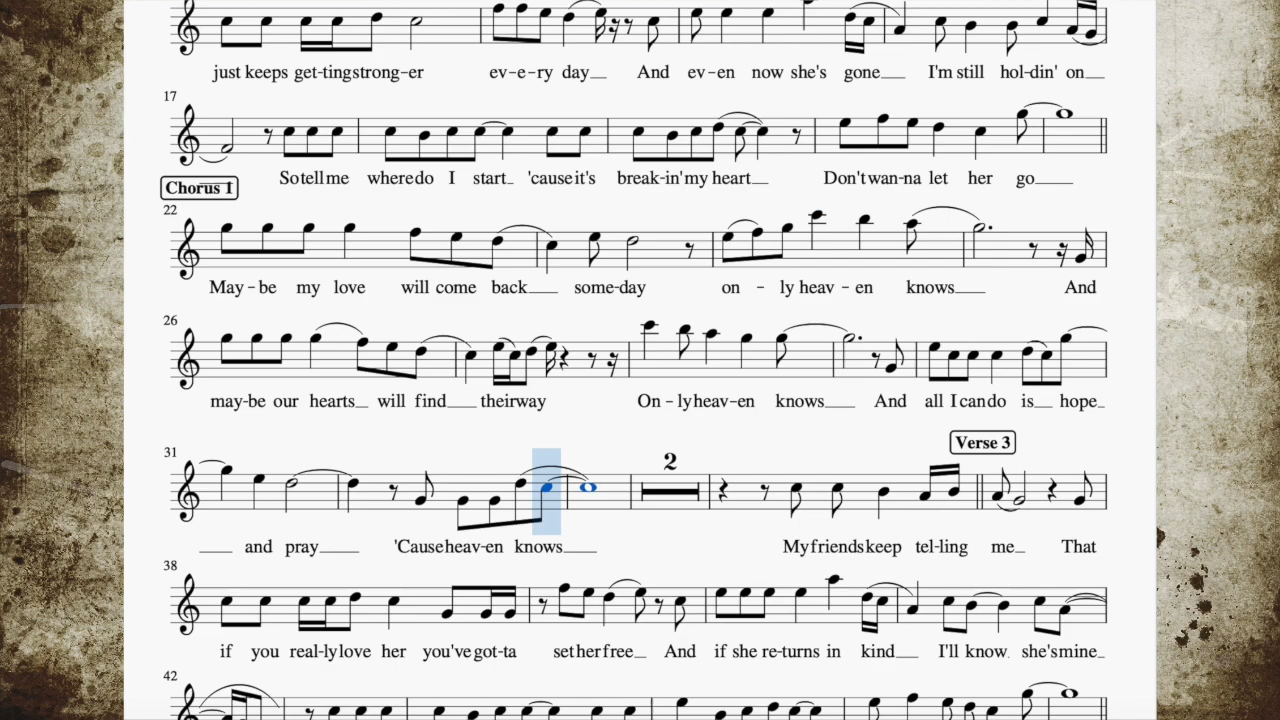 just keeps get-tingstrong-er ev-e-ry day And ev-en now she's gone I'm still hol-din' on
17
So tell me where do I start 'cause it's break-in' my heart Don't wan-na let her go
Chorus 1
22
May-be my love will come back some-day on-ly heav-en knows And
26
may-be our hearts will find their way On-ly heav-en knows And all I can do is hope
31
Verse 3
2
and pray 'Cause heav-en knows My friends keep tel-ling me That
38
if you real-ly love her you've got-ta set her free And if she re-turns in kind I'll know she's mine
42